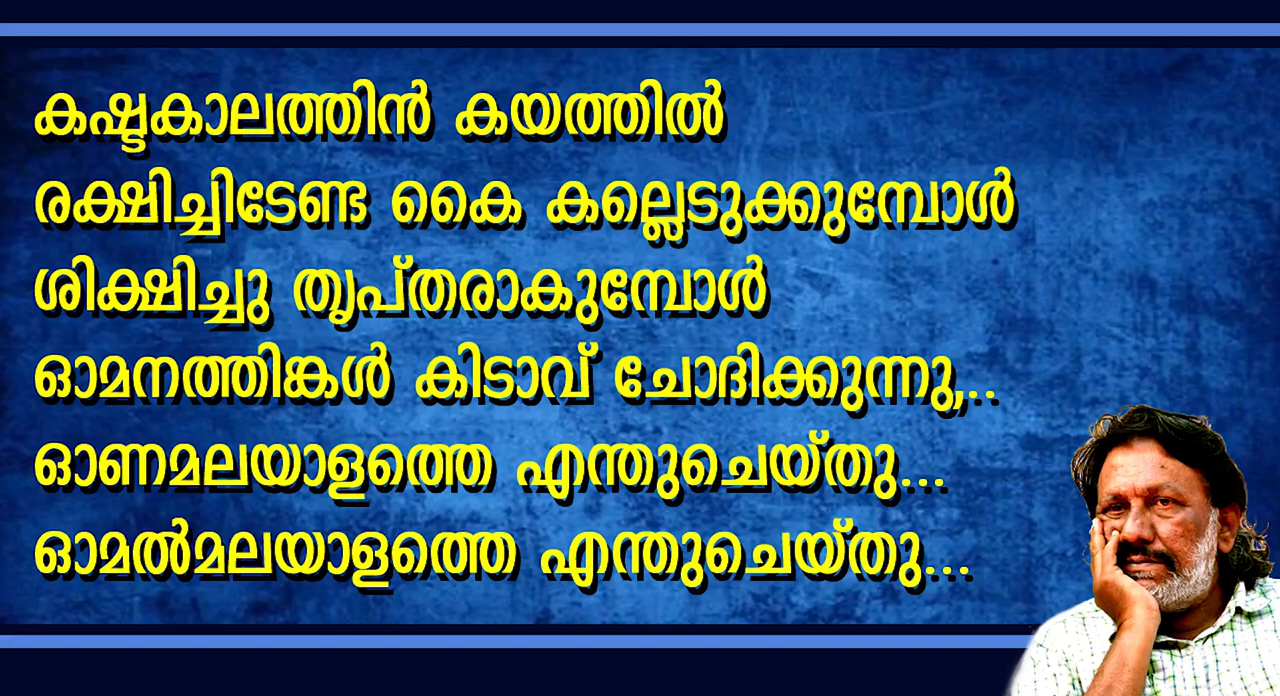 കഷ്ടകാലത്തിൻ കയത്തിൽ
രക്ഷിച്ചിടേണ്ട കൈ കല്ലെടുക്കുമ്പോൾ
ശിക്ഷിച്ചു തൃപ്തരാകുമ്പോൾ
ഓമനത്തിങ്കൾ കിടാവ് ചോദിക്കുന്നു,..
ഓണമലയാളത്തെ എന്തുചെയ്തു...
ഓമൽമലയാളത്തെ എന്തുചെയ്തു...